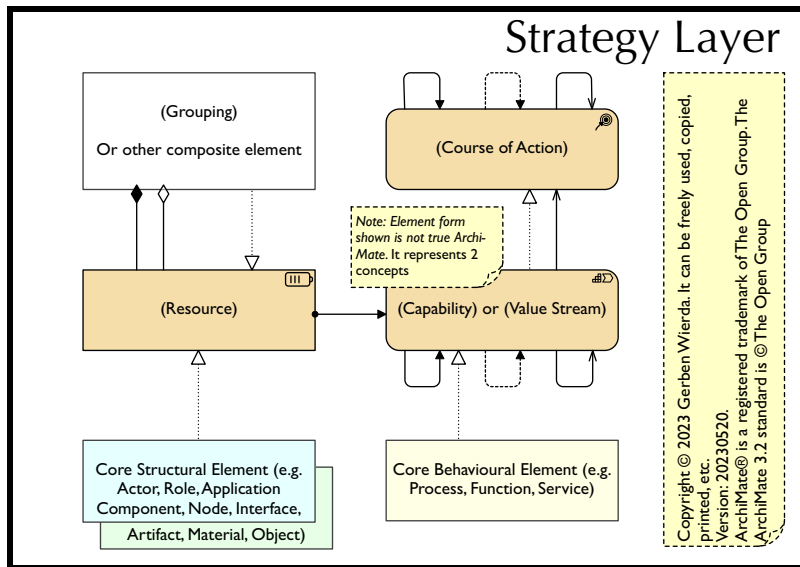 Strategy Layer
(Grouping)
Or other composite element
(Course of Action)
Note: Element form
shown is not true Archi-
Mate. It represents 2
concepts
(Resource)
(Capability) or (Value Stream)
Core Structural Element (e.g.
Actor, Role, Application
Component, Node, Interface,
Artifact, Material, Object)
Core Behavioural Element (e.g.
Process, Function, Service)
Copyright © 2023 Gerben Wierda. It can be freely used, copied,
printed, etc.
Version: 20230520.
ArchiMate® is a registered trademark of The Open Group. The
ArchiMate 3.2 standard is © The Open Group